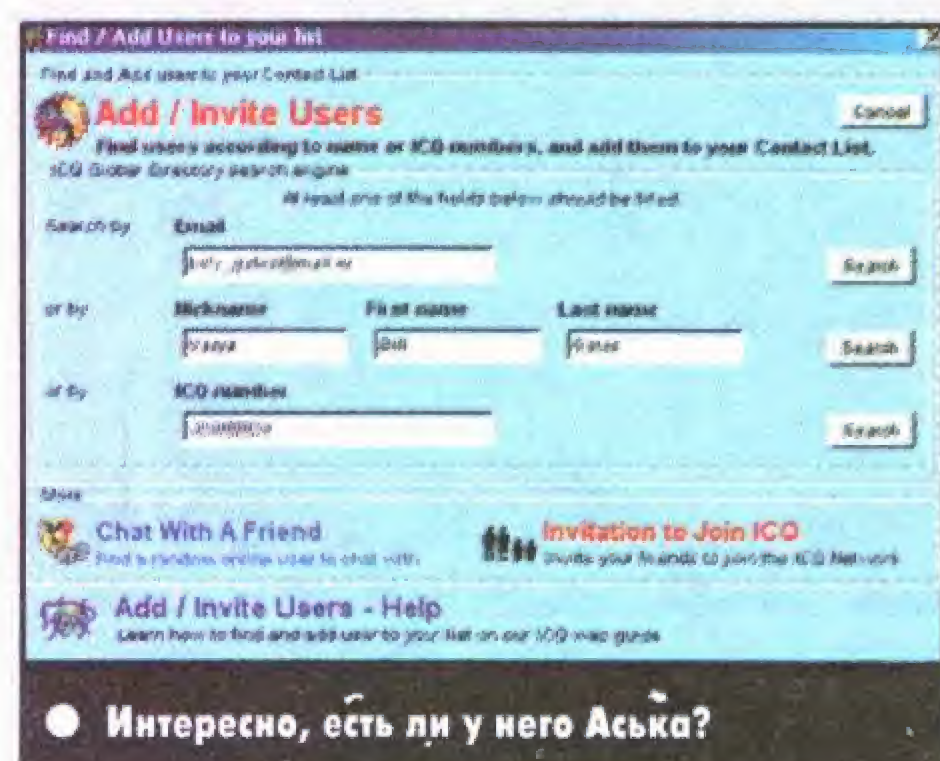 Find / Add Users to your list
Find and Add user to your Contact List
Add / Invite Users
Cancel
Find users according to name or ICQ numbers, and add them to your Contact List.
ICQ Global Directory search engine
At least one of the fields below should be filled.
Search by Email
Search
or by Nickname First name Last name
Vasya Bill Gates
Search
or by ICQ number
Search
More
Chat With A Friend
Find a random online user to chat with
Invitation to Join ICQ
Invite your friends to join the ICQ Network
Add / Invite Users - Help
Learn how to find and add user to your list on our ICQ web guide
Интересно, есть ли у него Аська?